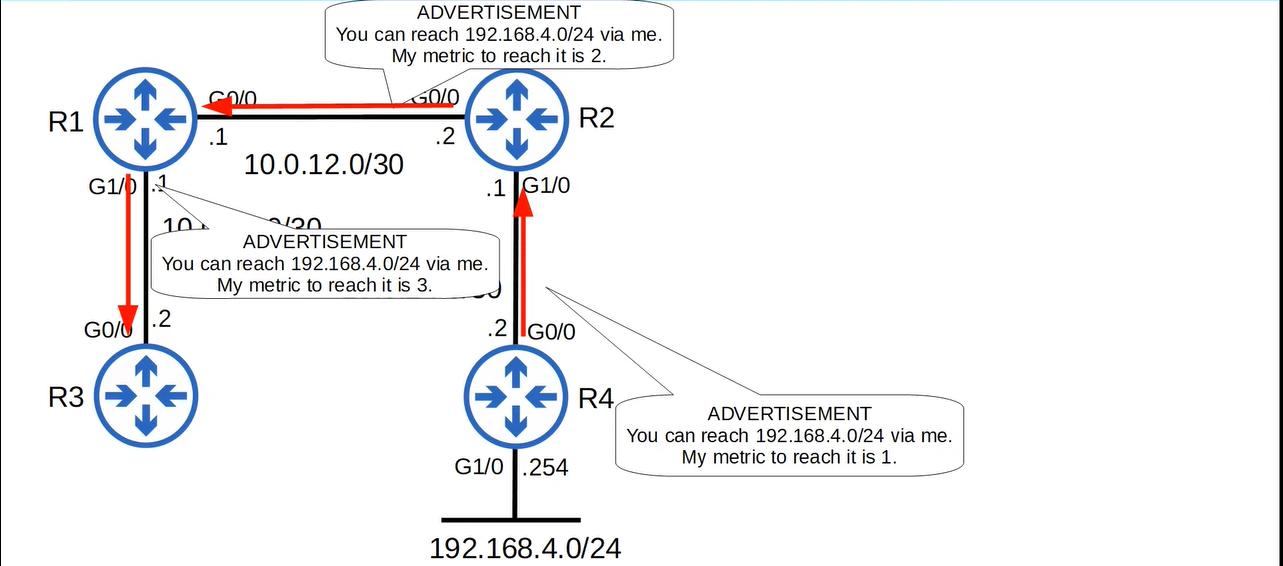 ADVERTISEMENT
You can reach 192.168.4.0/24 via me.
My metric to reach it is 2.
G0/0
G0/0
R1
R2
.1
.2
10.0.12.0/30
G1/0
.1
.1
G1/0
ADVERTISEMENT
You can reach 192.168.4.0/24 via me.
My metric to reach it is 3.
G0/0
.2
.2
G0/0
R3
R4
ADVERTISEMENT
You can reach 192.168.4.0/24 via me.
My metric to reach it is 1.
G1/0
.254
192.168.4.0/24